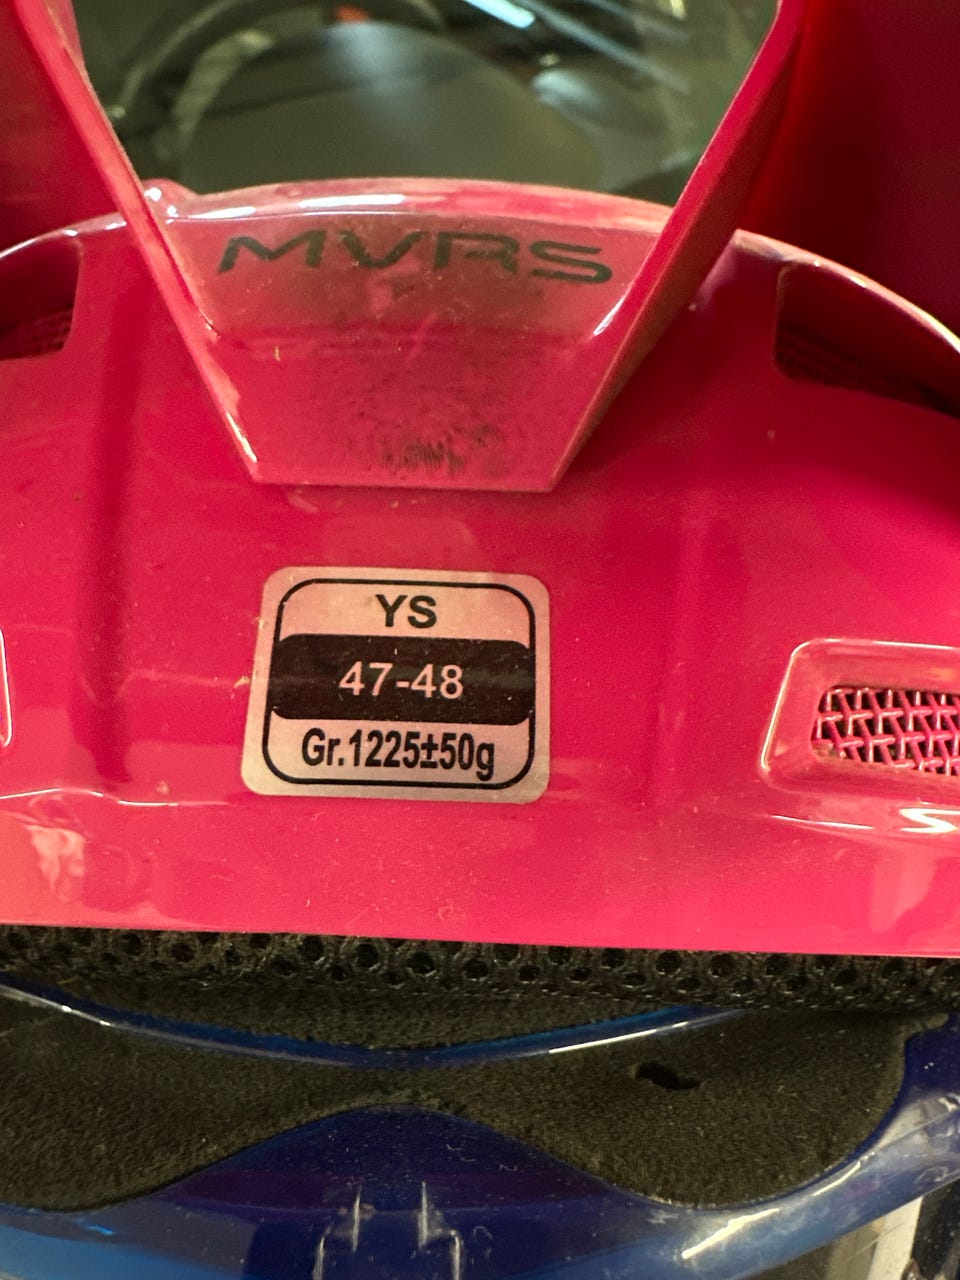 MVRS
YS
47-48
Gr.1225±50g